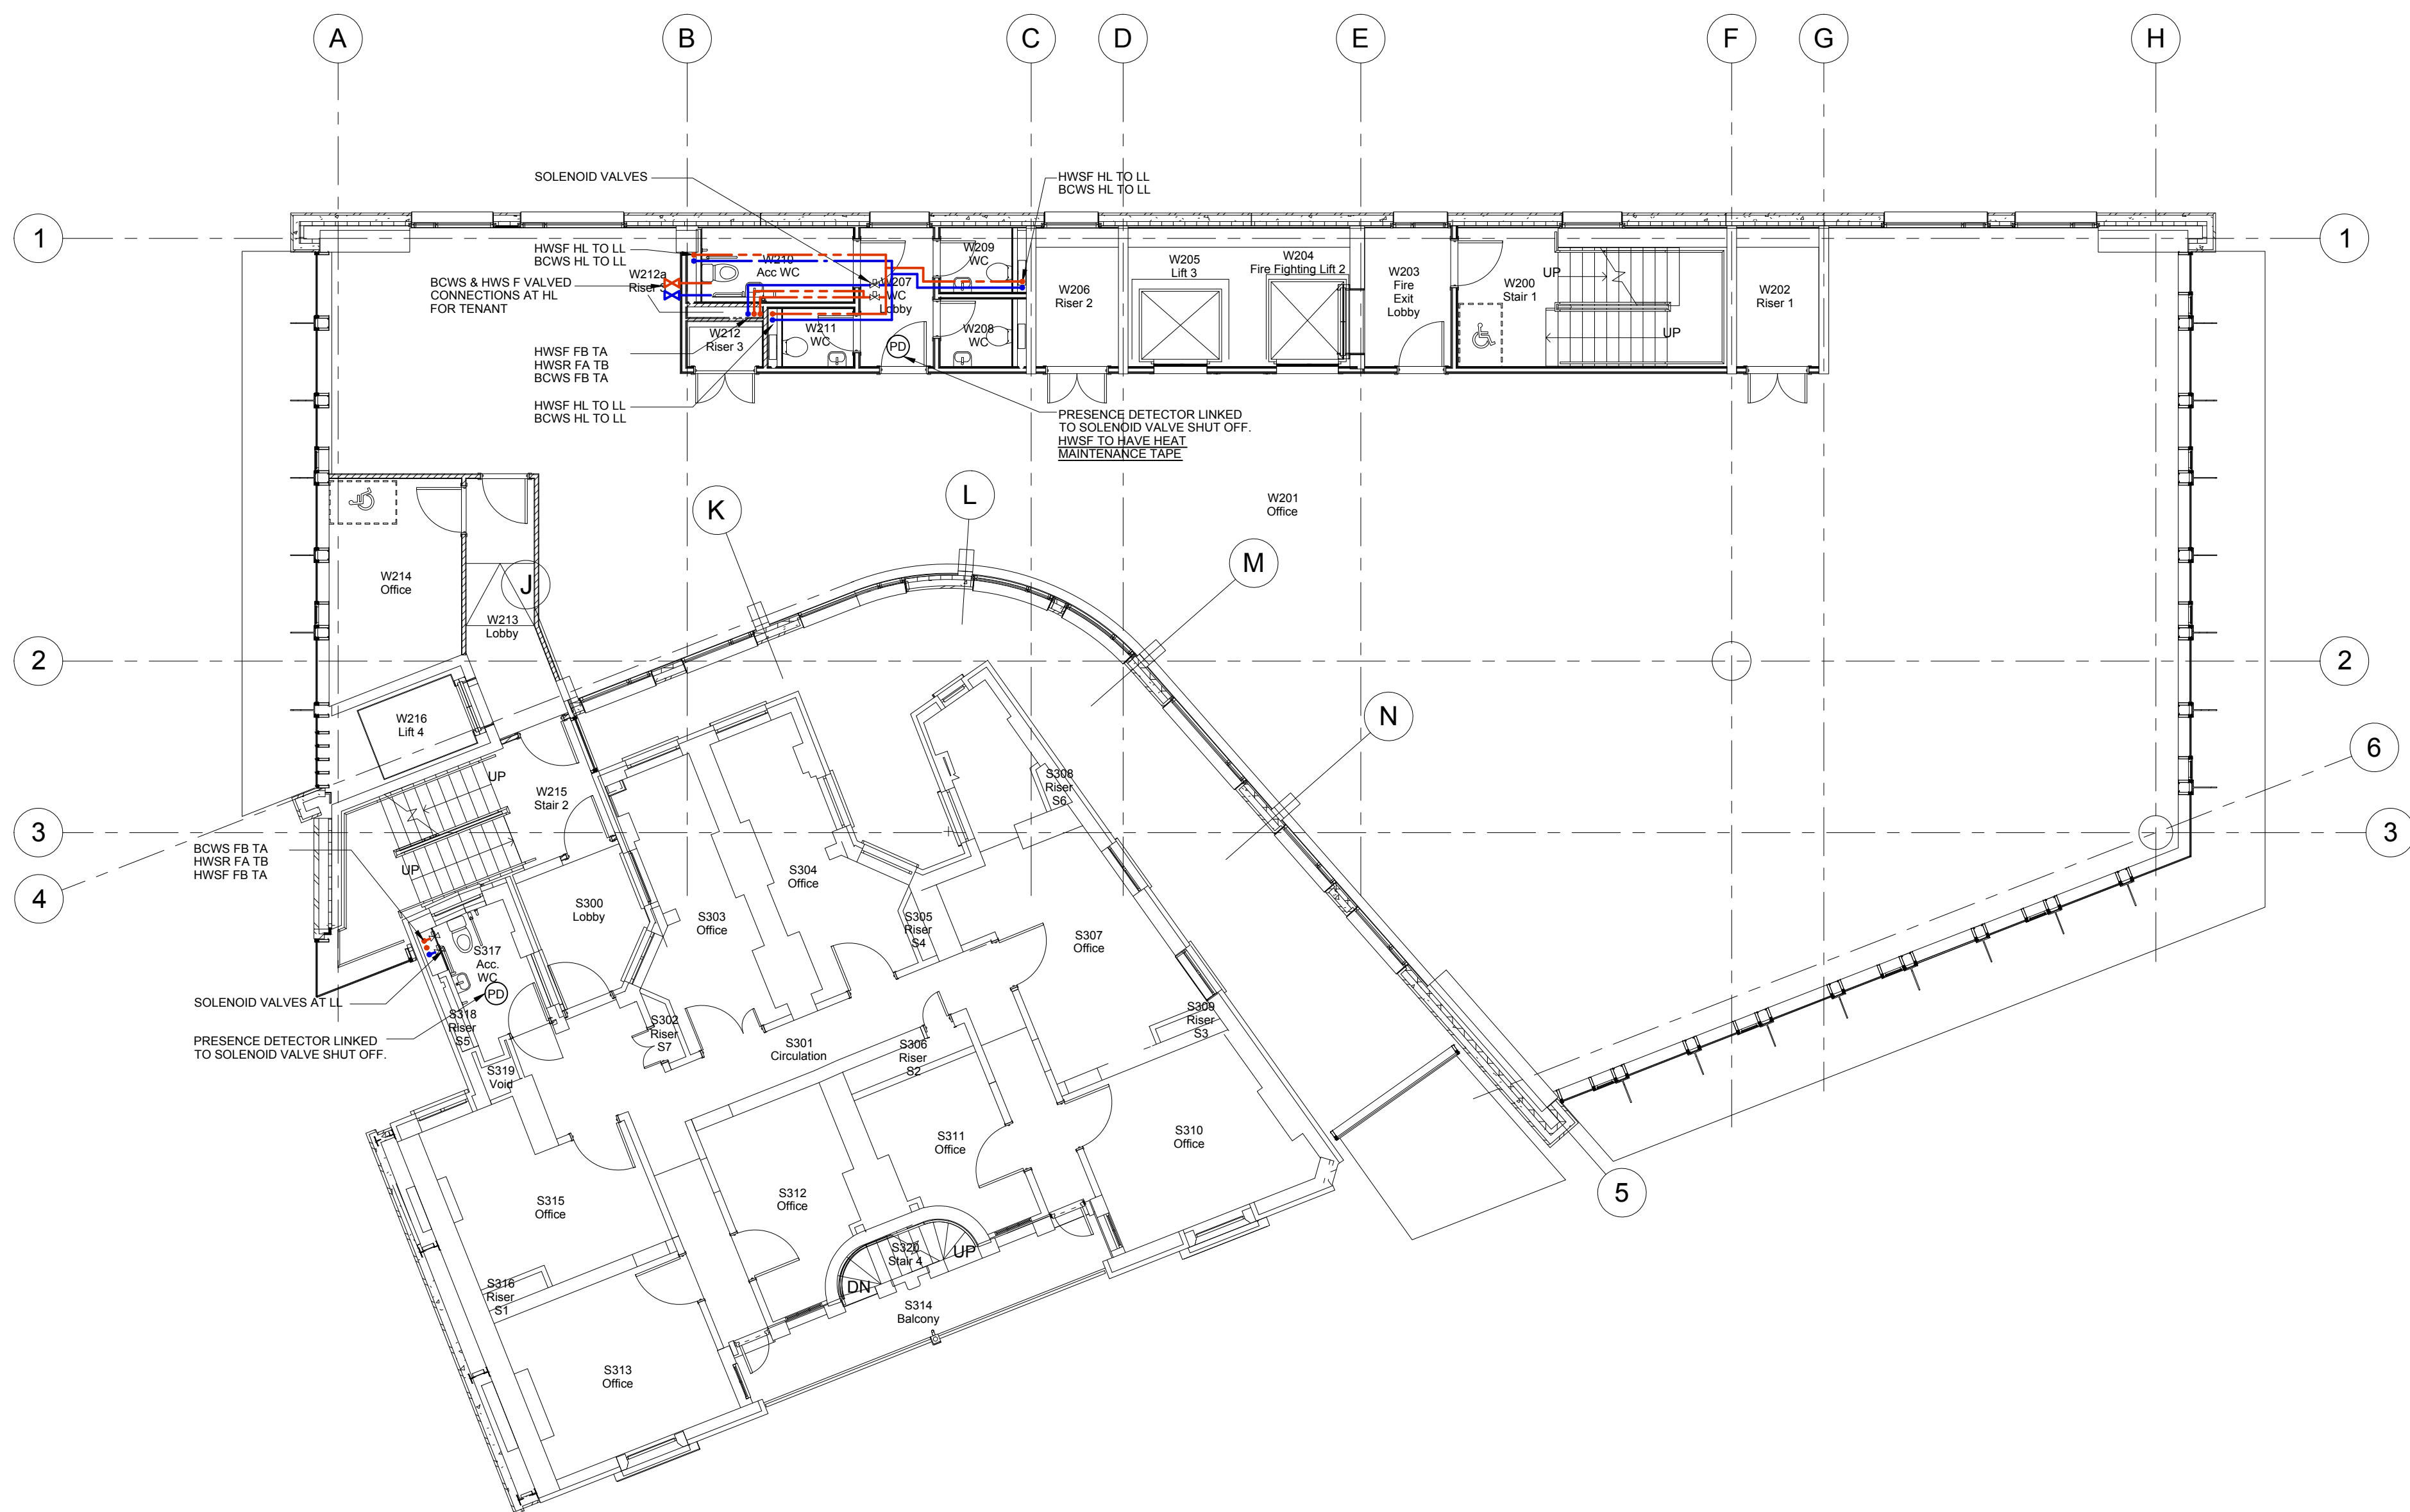 A
B
C
D
E
F
G
H
SOLENOID VALVES
HWSF HL TO LL
BCWS HL TO LL
1
1
HWSF HL TO LL
BCWS HL TO LL
W212a
Riser 3
BCWS & HWS F VALVED
CONNECTIONS AT HL
FOR TENANT
W210
Acc WC
W207
WC
Lobby
W209
WC
W208
WC
W211
WC
W212
Riser 3
PD
W206
Riser 2
W205
Lift 3
W204
Fire Fighting Lift 2
W203
Fire
Exit
Lobby
W200
Stair 1
UP
UP
W202
Riser 1
HWSF FB TA
HWSR FA TB
BCWS FB TA
HWSF HL TO LL
BCWS HL TO LL
PRESENCE DETECTOR LINKED
TO SOLENOID VALVE SHUT OFF.
HWSF TO HAVE HEAT
MAINTENANCE TAPE
W201
Office
K
L
M
N
J
W214
Office
W213
Lobby
2
2
W216
Lift 4
UP
W215
Stair 2
UP
6
3
3
4
5
BCWS FB TA
HWSR FA TB
HWSF FB TA
S308
Riser
S6
S304
Office
S300
Lobby
S303
Office
S305
Riser
S4
S307
Office
S317
Acc.
WC
PD
SOLENOID VALVES AT LL
S318
Riser
S5
S302
Riser
S7
S309
Riser
S3
PRESENCE DETECTOR LINKED
TO SOLENOID VALVE SHUT OFF.
S301
Circulation
S306
Riser
S2
S319
Void
S311
Office
S310
Office
S315
Office
S312
Office
S320
Stair 4
UP
DN
S316
Riser
S1
S314
Balcony
S313
Office